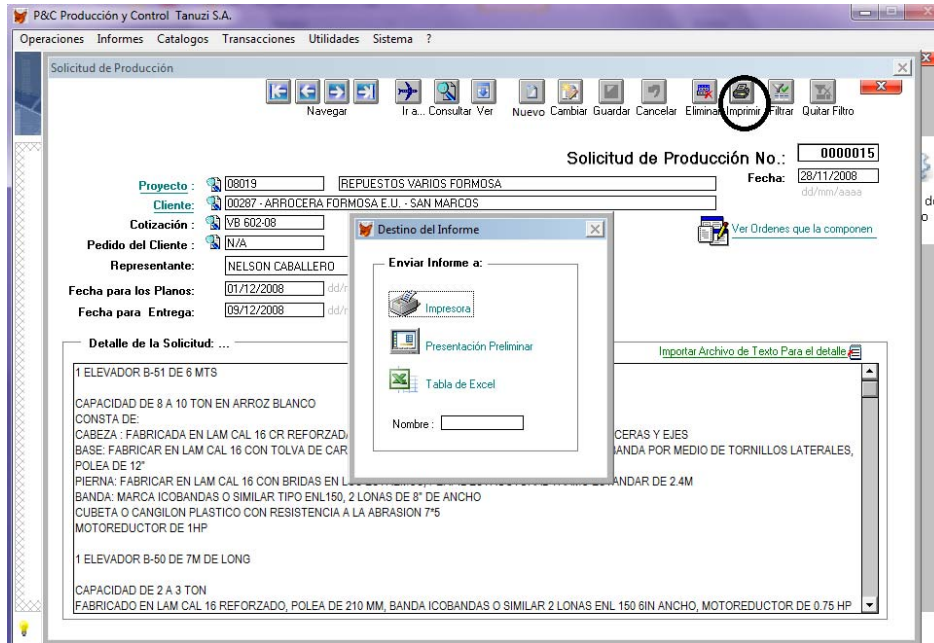 P&C Producción y Control Tanuzi S.A.
Operaciones Informes Catalogos Transacciones Utilidades Sistema ?
Solicitud de Producción
Navegar Ir a... Consultar Ver Nuevo Cambiar Guardar Cancelar Eliminar Imprimir Filtrar Quitar Filtro
Solicitud de Producción No.: 0000015
Fecha: 28/11/2008
dd/mm/aaaa
Proyecto : 08019 REPUESTOS VARIOS FORMOSA
Cliente: 00287 - ARROCERA FORMOSA E.U. - SAN MARCOS
Cotización : VB 602-08
Pedido del Cliente : N/A
Ver Ordenes que la componen
Representante: NELSON CABALLERO
Fecha para los Planos: 01/12/2008
Fecha para Entrega: 09/12/2008
Destino del Informe
Enviar Informe a:
Impresora
Presentación Preliminar
Tabla de Excel
Nombre :
Detalle de la Solicitud: ...
Importar Archivo de Texto Para el detalle
1 ELEVADOR B-51 DE 6 MTS
CAPACIDAD DE 8 A 10 TON EN ARROZ BLANCO
CONSTA DE:
CABEZA : FABRICADA EN LAM CAL 16 CR REFORZAD CERAS Y EJES
BASE: FABRICAR EN LAM CAL 16 CON TOLVA DE CAR BANDA POR MEDIO DE TORNILLOS LATERALES,
POLEA DE 12"
PIERNA: FABRICAR EN LAM CAL 16 CON BRIDAS EN DE 2.4M
BANDA: MARCA ICOBANDAS O SIMILAR TIPO ENL150, 2 LONAS DE 8" DE ANCHO
CUBETA O CANGILON PLASTICO CON RESISTENCIA A LA ABRASION 7*5
MOTOREDUCTOR DE 1HP
1 ELEVADOR B-50 DE 7M DE LONG
CAPACIDAD DE 2 A 3 TON
FABRICADO EN LAM CAL 16 REFORZADO, POLEA DE 210 MM, BANDA ICOBANDAS O SIMILAR 2 LONAS ENL 150 6IN ANCHO, MOTOREDUCTOR DE 0.75 HP